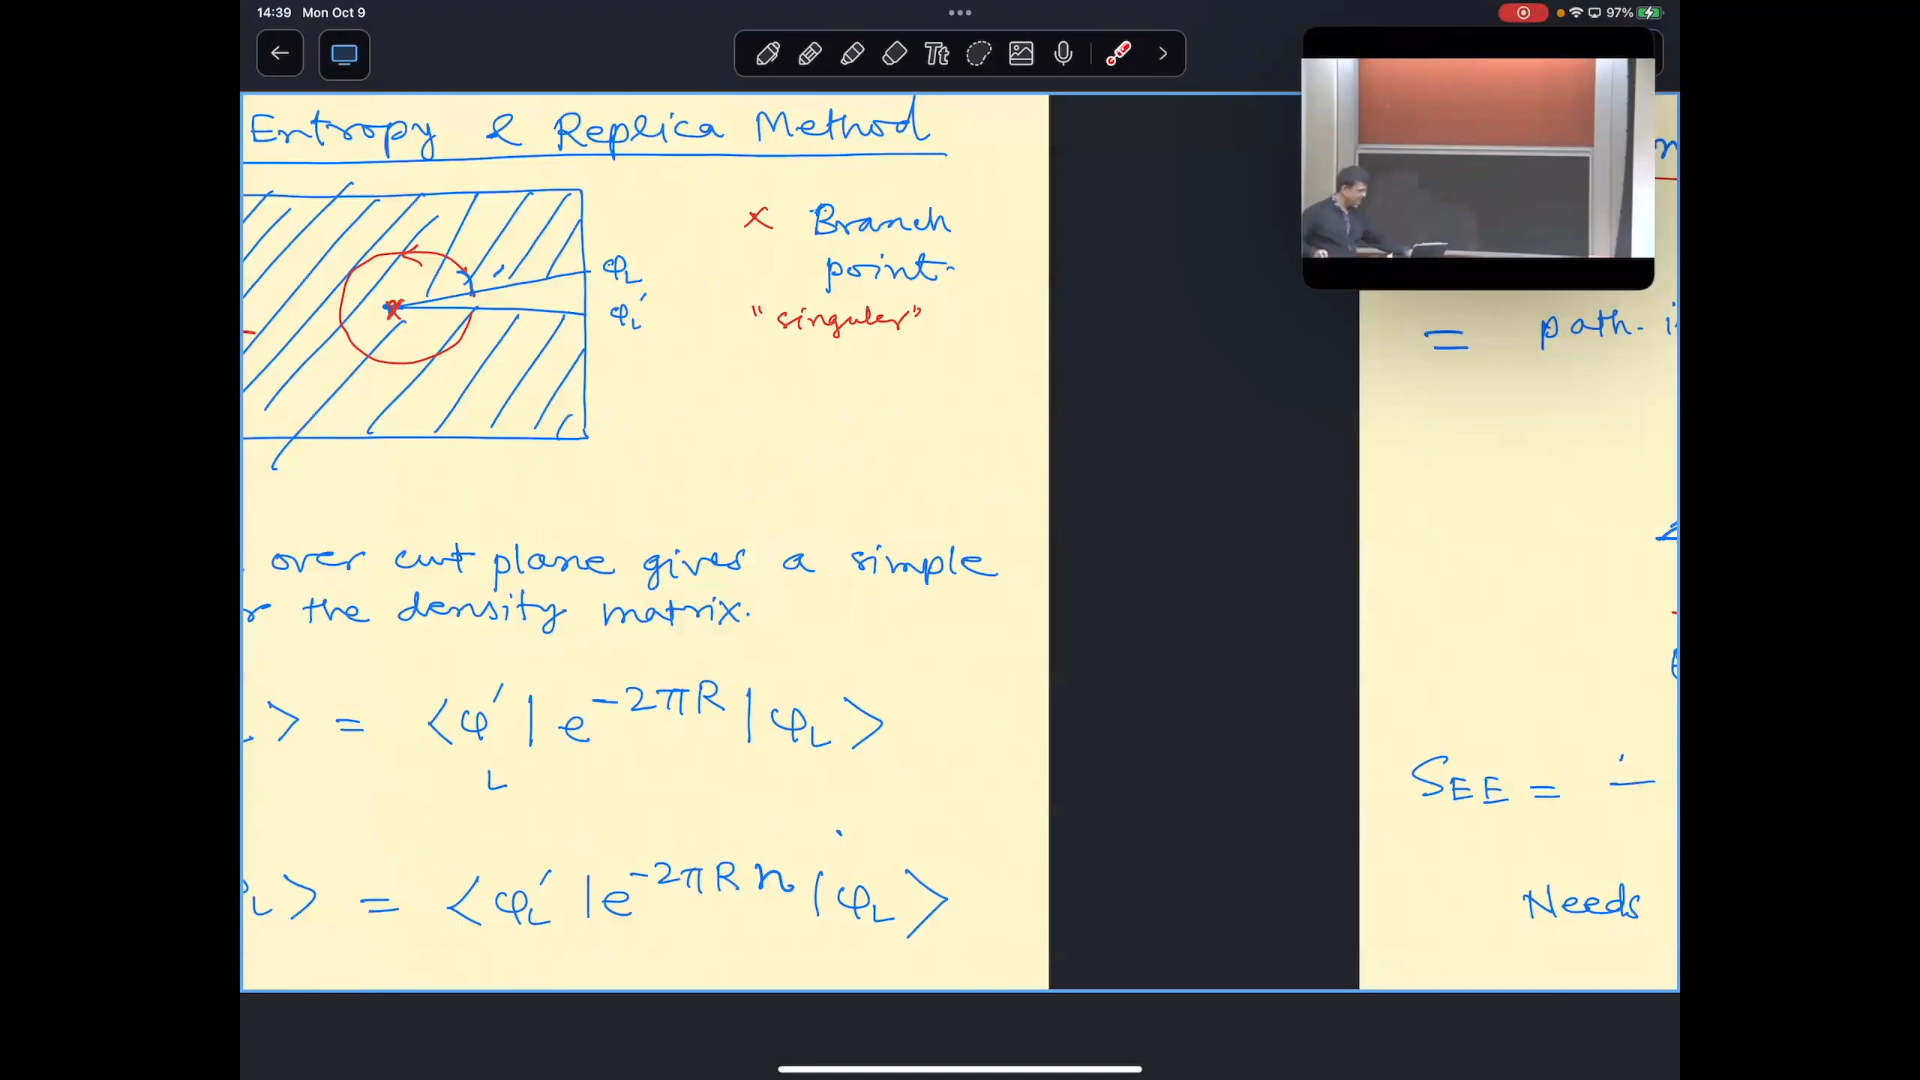 14:39 Mon Oct 9
97%
Tt
Entropy & Replica Method
× Branch
point
"singular"
φL
φL'
over cut plane gives a simple
the density matrix.
> = <φ'L | e^{-2πR} | φL>
L > = <φL' | e^{-2πRn} | φL>
= path-i
SEE = -
Needs